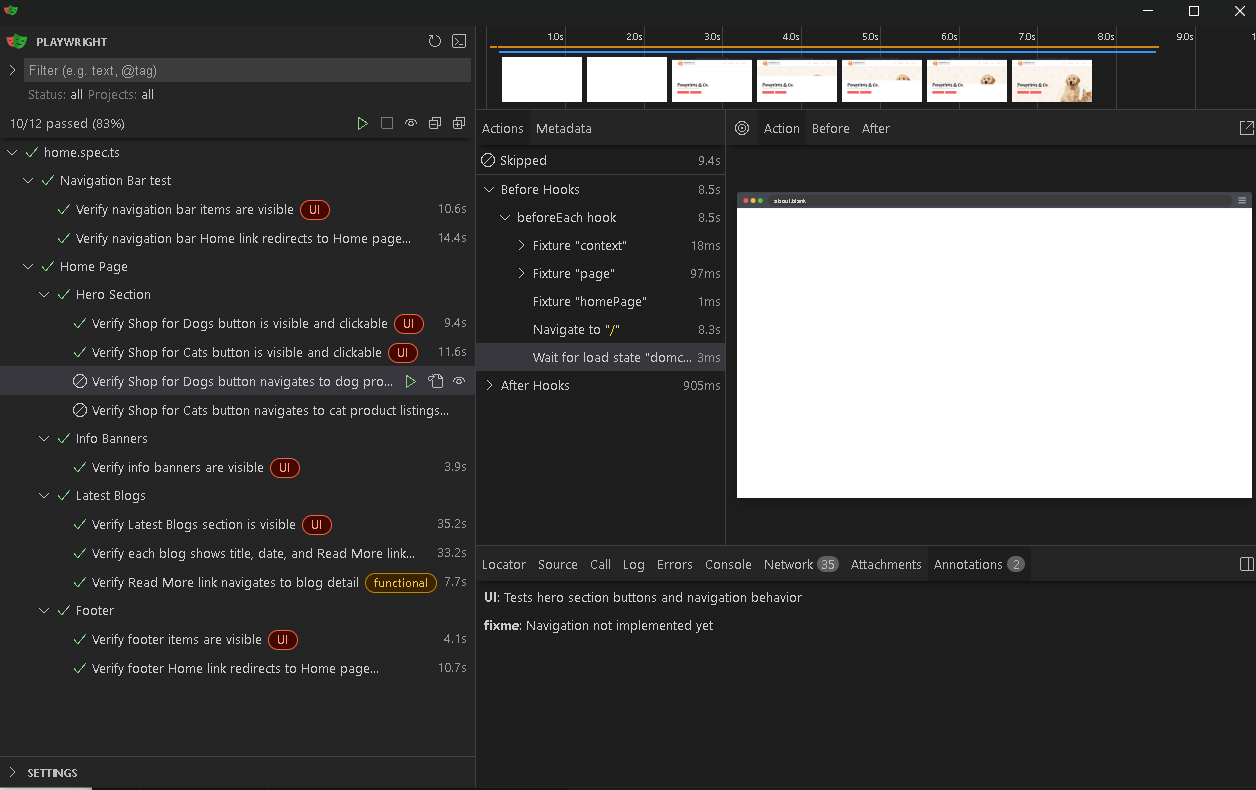 PLAYWRIGHT
Filter (e.g. text, @tag)
Status: all Projects: all
10/12 passed (83%)
home.spec.ts
Navigation Bar test
Verify navigation bar items are visible UI 10.6s
Verify navigation bar Home link redirects to Home page... 14.4s
Home Page
Hero Section
Verify Shop for Dogs button is visible and clickable UI 9.4s
Verify Shop for Cats button is visible and clickable UI 11.6s
Verify Shop for Dogs button navigates to dog pro...
Verify Shop for Cats button navigates to cat product listings...
Info Banners
Verify info banners are visible UI 3.9s
Latest Blogs
Verify Latest Blogs section is visible UI 35.2s
Verify each blog shows title, date, and Read More link... 33.2s
Verify Read More link navigates to blog detail functional 7.7s
Footer
Verify footer items are visible UI 4.1s
Verify footer Home link redirects to Home page... 10.7s
SETTINGS
1.0s 2.0s 3.0s 4.0s 5.0s 6.0s 7.0s 8.0s 9.0s 1
Pawprints & Co. Pawprints & Co. Pawprints & Co. Pawprints & Co. Pawprints & Co.
Actions Metadata
Skipped 9.4s
Before Hooks 8.5s
beforeEach hook 8.5s
Fixture "context" 18ms
Fixture "page" 97ms
Fixture "homePage" 1ms
Navigate to "/" 8.3s
Wait for load state "domc... 3ms
After Hooks 905ms
Action Before After
about:blank
Locator Source Call Log Errors Console Network 35 Attachments Annotations 2
UI: Tests hero section buttons and navigation behavior
fixme: Navigation not implemented yet